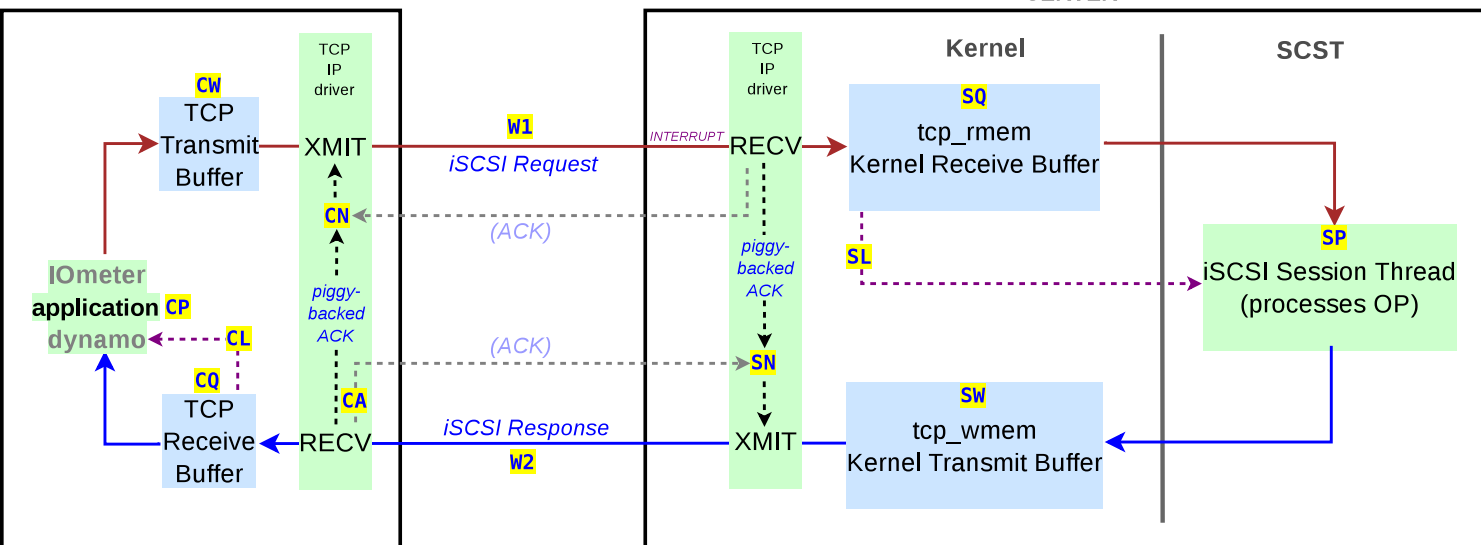 TCP
IP
driver
CW
TCP
Transmit
Buffer
XMIT
CN
piggy-
backed
ACK
IOmeter
application CP
dynamo
CL
CQ
TCP
Receive
Buffer
CA
RECV
W1
iSCSI Request
INTERRUPT
(ACK)
(ACK)
iSCSI Response
W2
TCP
IP
driver
RECV
piggy-
backed
ACK
SN
XMIT
Kernel
SQ
tcp_rmem
Kernel Receive Buffer
SL
SW
tcp_wmem
Kernel Transmit Buffer
SCST
SP
iSCSI Session Thread
(processes OP)